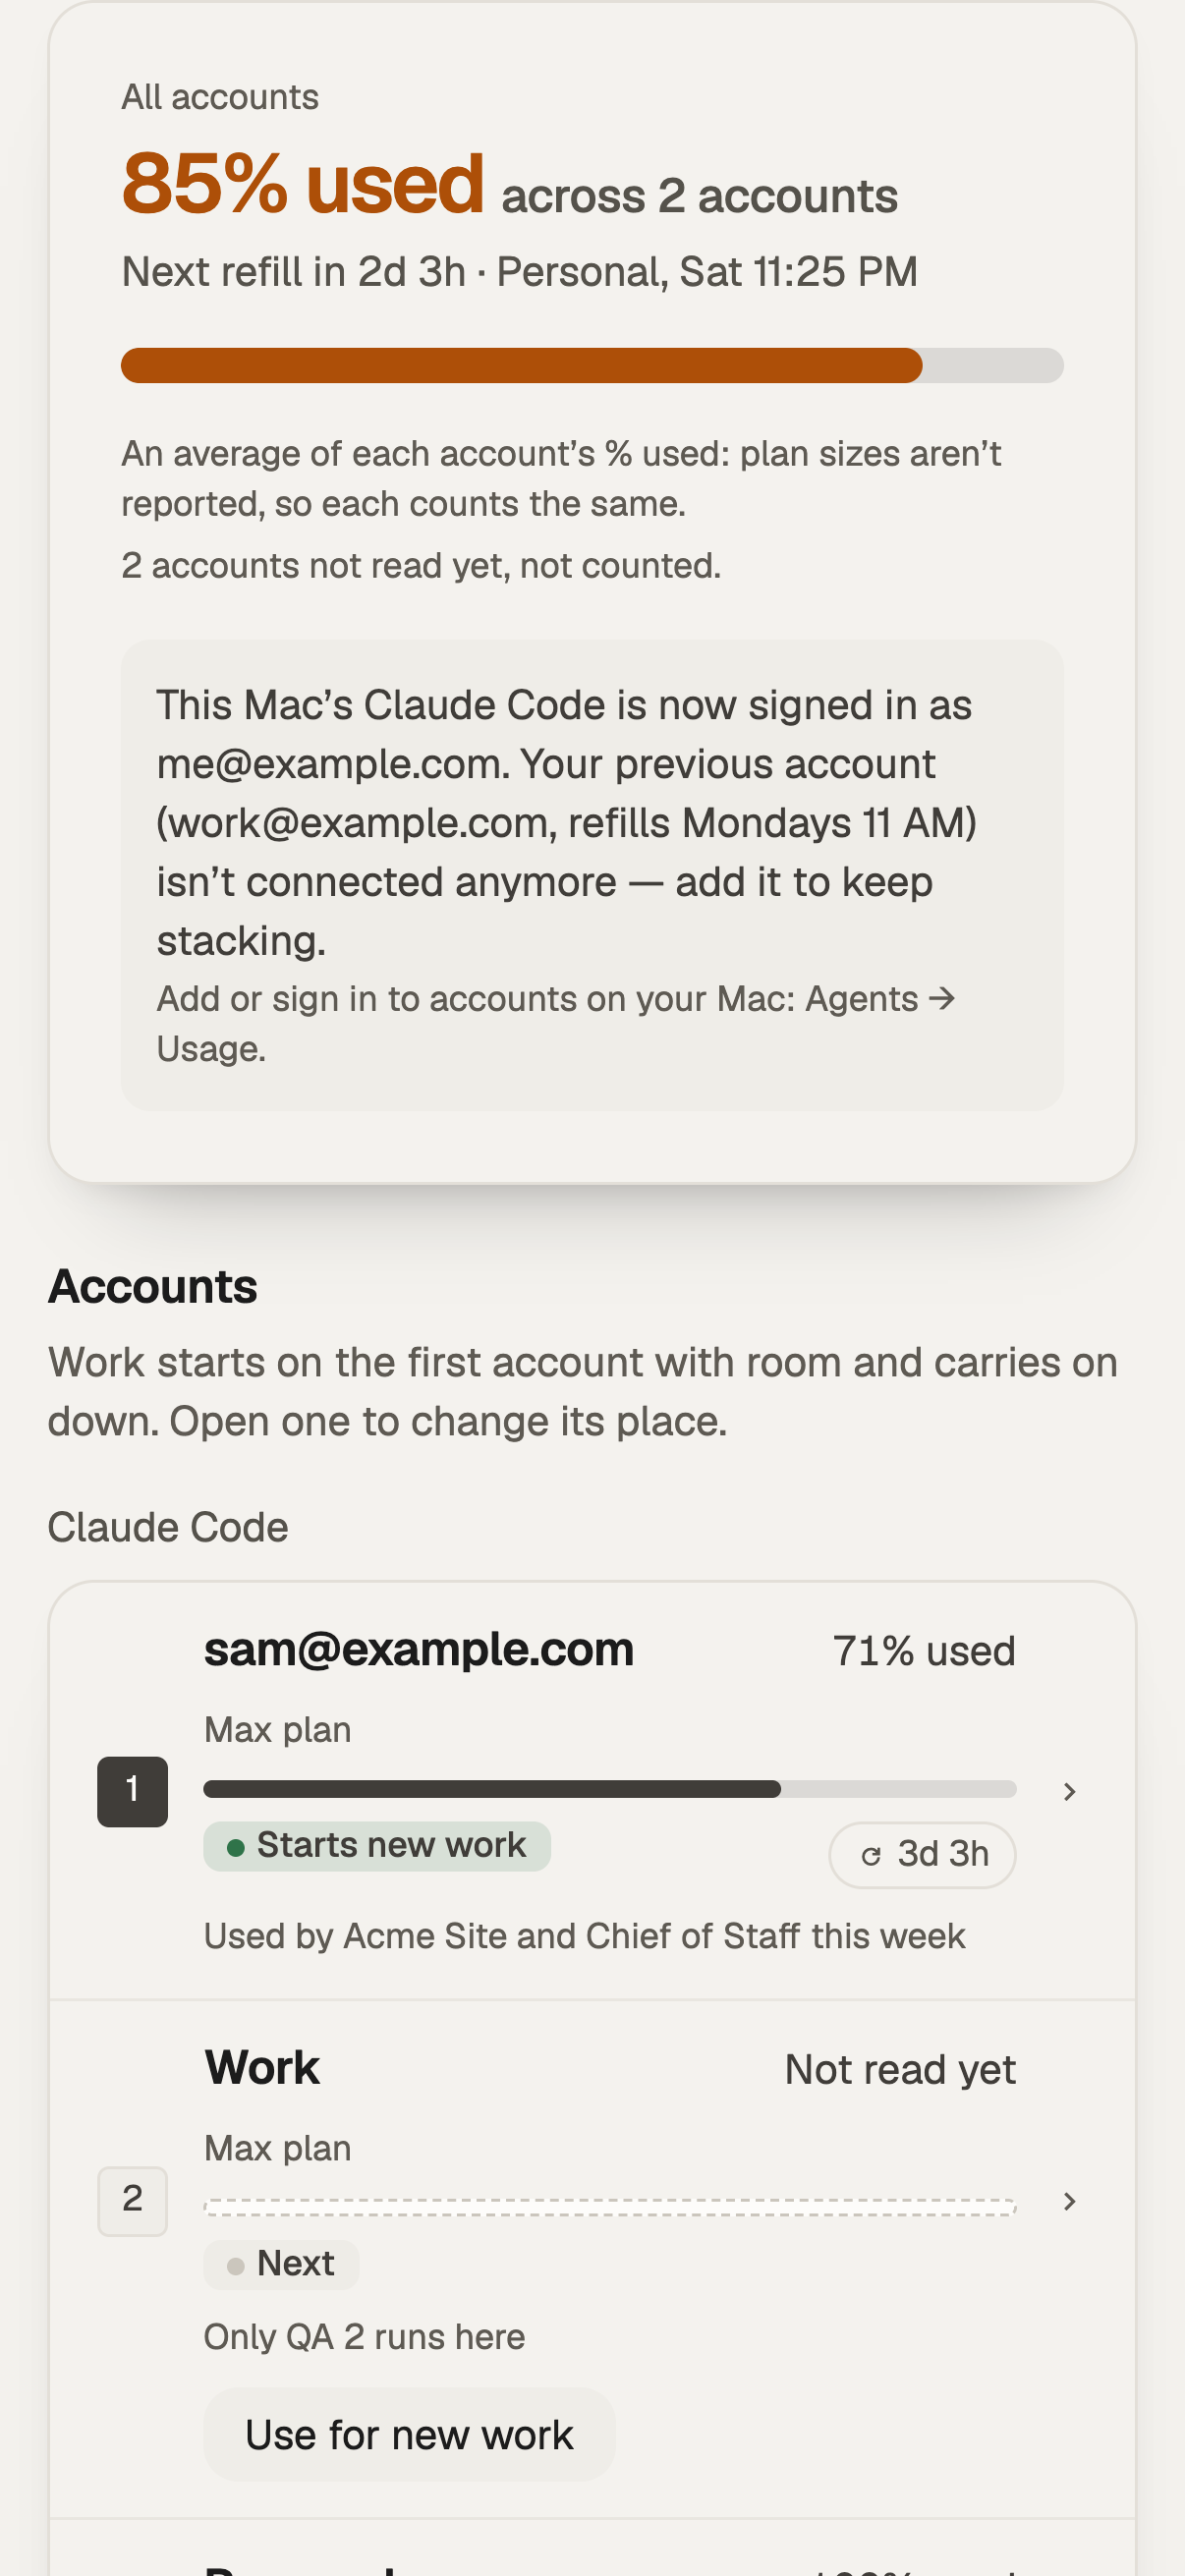 All accounts
85% used across 2 accounts
Next refill in 2d 3h · Personal, Sat 11:25 PM
An average of each account’s % used: plan sizes aren’t
reported, so each counts the same.
2 accounts not read yet, not counted.
This Mac’s Claude Code is now signed in as
me@example.com. Your previous account
(work@example.com, refills Mondays 11 AM)
isn’t connected anymore — add it to keep
stacking.
Add or sign in to accounts on your Mac: Agents →
Usage.
Accounts
Work starts on the first account with room and carries on
down. Open one to change its place.
Claude Code
sam@example.com 71% used
Max plan
1
Starts new work 3d 3h
Used by Acme Site and Chief of Staff this week
Work Not read yet
Max plan
2
Next
Only QA 2 runs here
Use for new work